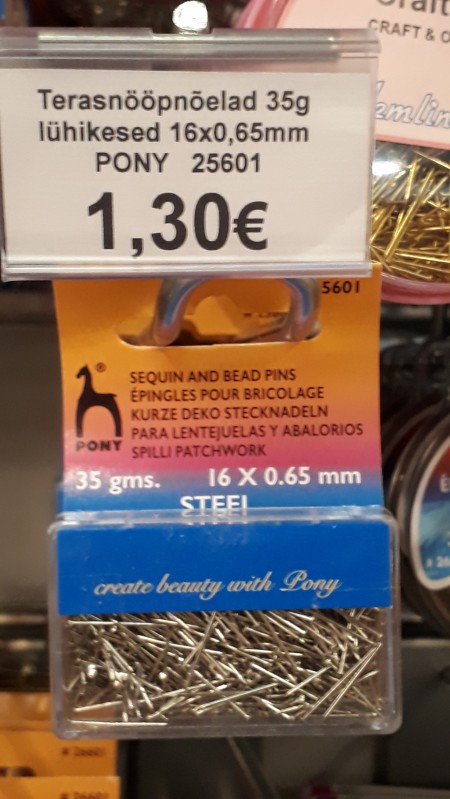 CRAFT &
Terasnööpnõelad 35g
lühikesed 16x0,65mm
PONY 25601
1,30€
5601
SEQUIN AND BEAD PINS
ÉPINGLES POUR BRICOLAGE
KURZE DEKO STECKNADELN
PARA LENTEJUELAS Y ABALORIOS
SPILLI PATCHWORK
®
PONY
35 gms. 16 X 0.65 mm
STEEL
create beauty with Pony
# 26601
# 26601